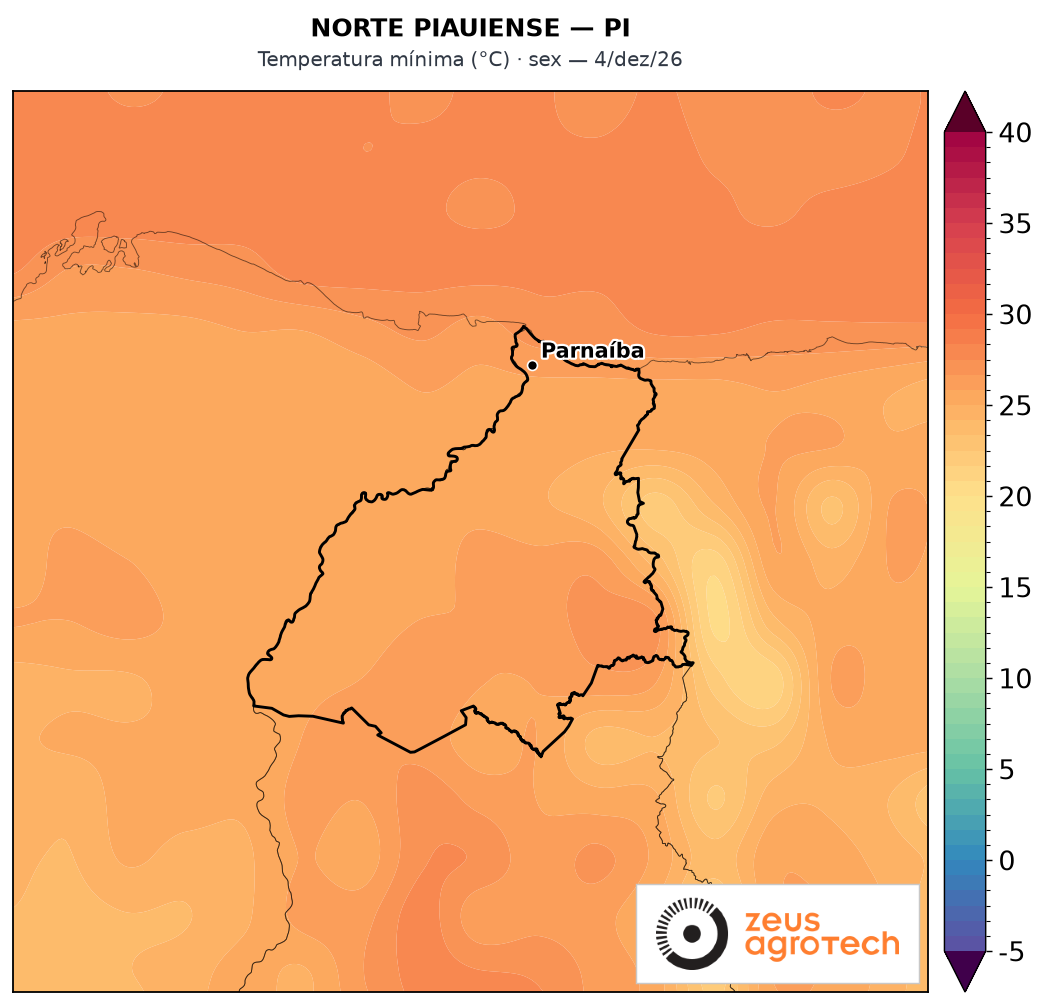 NORTE PIAUIENSE — PI
Temperatura mínima (°C) · sex — 4/dez/26
Parnaíba
40
35
30
25
20
15
10
5
0
-5
zeus
agrotech